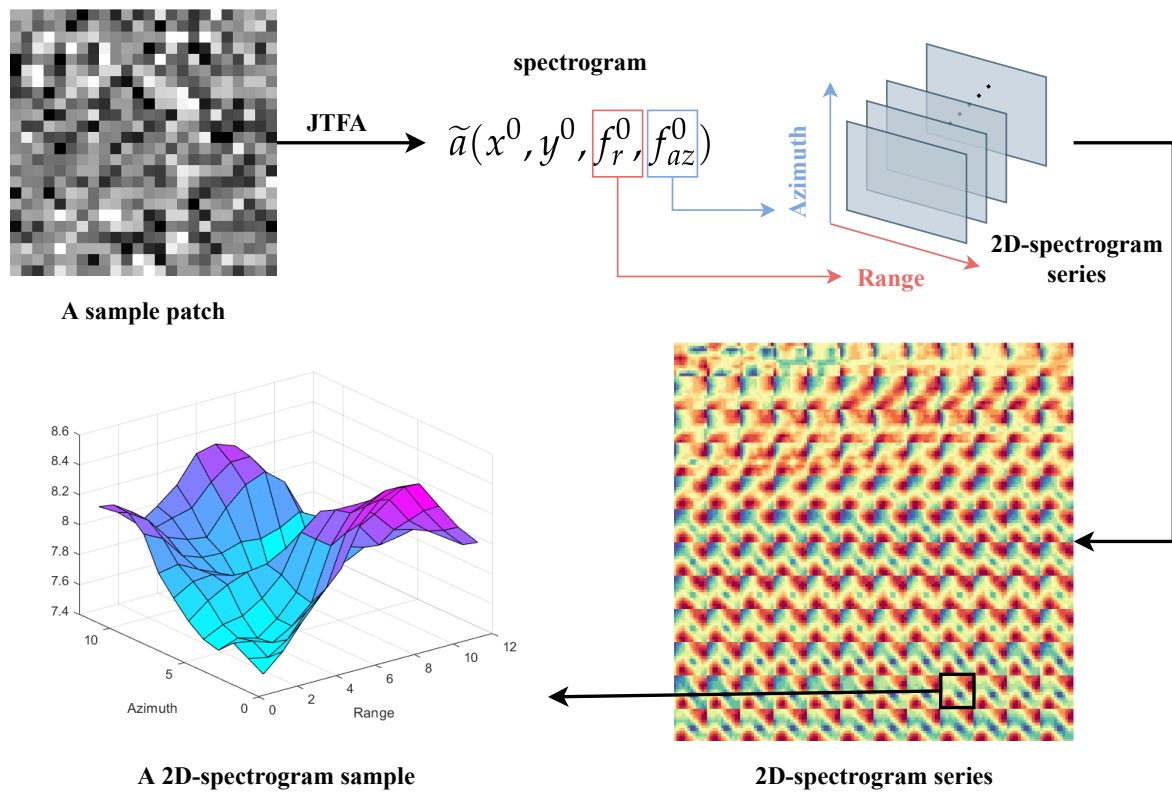 spectrogram
JTFA
ã(x⁰, y⁰, f_r⁰, f_az⁰)
Azimuth
Range
2D-spectrogram
series
A sample patch
8.6
8.4
8.2
8
7.8
7.6
7.4
10
5
0
0
2
4
6
8
10
12
Azimuth
Range
A 2D-spectrogram sample
2D-spectrogram series